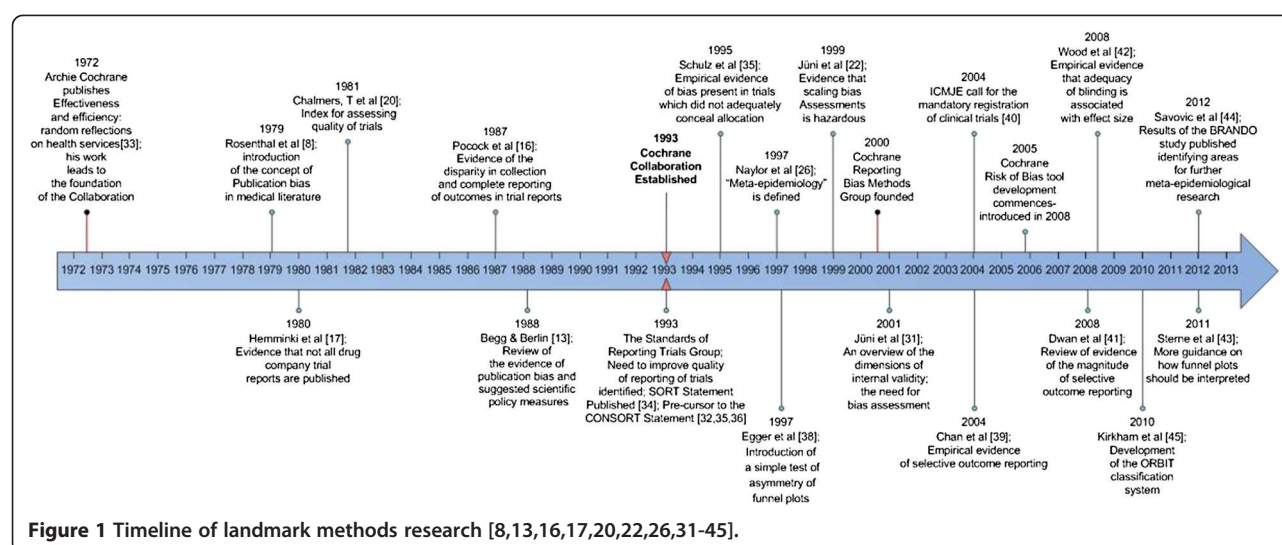 1972
Archie Cochrane
publishes
Effectiveness
and efficiency:
random reflections
on health services[33];
his work
leads to
the foundation
of the Collaboration
1979
Rosenthal et al [8];
introduction
of the concept of
Publication bias
in medical literature
1981
Chalmers, T et al [20];
Index for assessing
quality of trials
1987
Pocock et al [16];
Evidence of the
disparity in collection
and complete reporting
of outcomes in trial reports
1993
Cochrane
Collaboration
Established
1995
Schulz et al [35];
Empirical evidence
of bias present in trials
which did not adequately
conceal allocation
1997
Naylor et al [26];
“Meta-epidemiology”
is defined
1999
Jüni et al [22];
Evidence that
scaling bias
Assessments
is hazardous
2000
Cochrane
Reporting
Bias Methods
Group founded
2004
ICMJE call for the
mandatory registration
of clinical trials [40]
2005
Cochrane
Risk of Bias tool
development
commences-
introduced in 2008
2008
Wood et al [42];
Empirical evidence
that adequacy
of blinding is
associated
with effect size
2012
Savovic et al [44];
Results of the BRANDO
study published
identifying areas
for further
meta-epidemiological
research
1972 1973 1974 1975 1976 1977 1978 1979 1980 1981 1982 1983 1984 1985 1986 1987 1988 1989 1990 1991 1992 1993 1994 1995 1996 1997 1998 1999 2000 2001 2002 2003 2004 2005 2006 2007 2008 2009 2010 2011 2012 2013
1980
Hemminki et al [17];
Evidence that not all drug
company trial
reports are published
1988
Begg & Berlin [13];
Review of
the evidence of
publication bias and
suggested scientific
policy measures
1993
The Standards of
Reporting Trials Group;
Need to improve quality
of reporting of trials
identified; SORT Statement
Published [34]; Pre-cursor to the
CONSORT Statement [32,35,36]
1997
Egger et al [38];
Introduction of
a simple test of
asymmetry of
funnel plots
2001
Jüni et al [31];
An overview of the
dimensions of
internal validity;
the need for
bias assessment
2004
Chan et al [39];
Empirical evidence
of selective outcome reporting
2008
Dwan et al [41];
Review of evidence
of the magnitude
of selective
outcome reporting
2010
Kirkham et al [45];
Development
of the ORBIT
classification
system
2011
Sterne et al [43];
More guidance on
how funnel plots
should be interpreted
Figure 1 Timeline of landmark methods research [8,13,16,17,20,22,26,31-45].